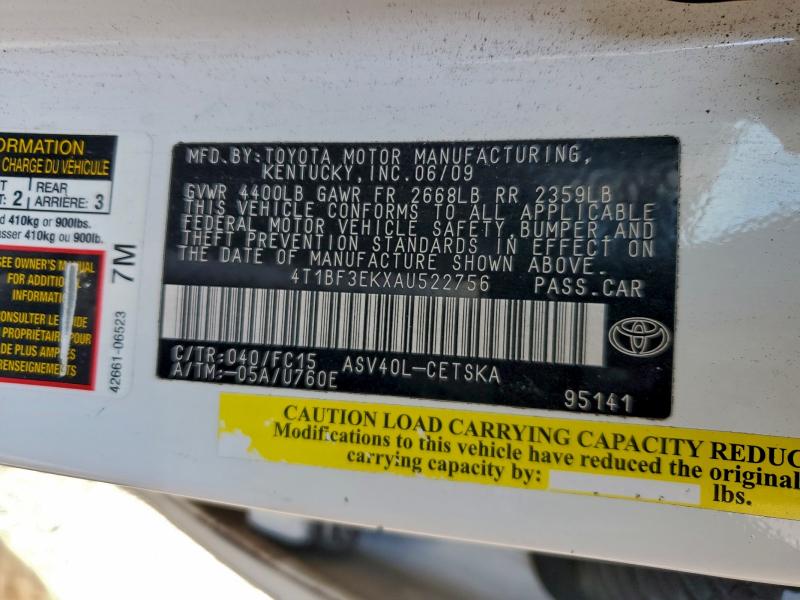 ORMATION
CHARGE DU VÉHICULE
REAR
ARRIÈRE: 3
T: 2
d 410kg or 900lbs.
asser 410kg ou 900lb.
SEE OWNER'S MANUAL
FOR ADDITIONAL
INFORMATION
Consulter le Guide
PROPRIÉTAIRE pour
DE PLUS AMPLES
RENSEIGNEMENTS
7M
42661-06523
MFD.BY:TOYOTA MOTOR MANUFACTURING,
KENTUCKY, INC.06/09
GVWR 4400LB GAWR FR 2668LB RR 2359LB
THIS VEHICLE CONFORMS TO ALL APPLICABLE
FEDERAL MOTOR VEHICLE SAFETY, BUMPER AND
THEFT PREVENTION STANDARDS IN EFFECT ON
THE DATE OF MANUFACTURE SHOWN ABOVE.
4T1BF3EKXAU522756 PASS.CAR
C/TR:040/FC15 ASV40L-CETSKA
A/TM:-05A/U760E
95141
CAUTION LOAD CARRYING CAPACITY REDUC
Modifications to this vehicle have reduced the original
carrying capacity by: lbs.